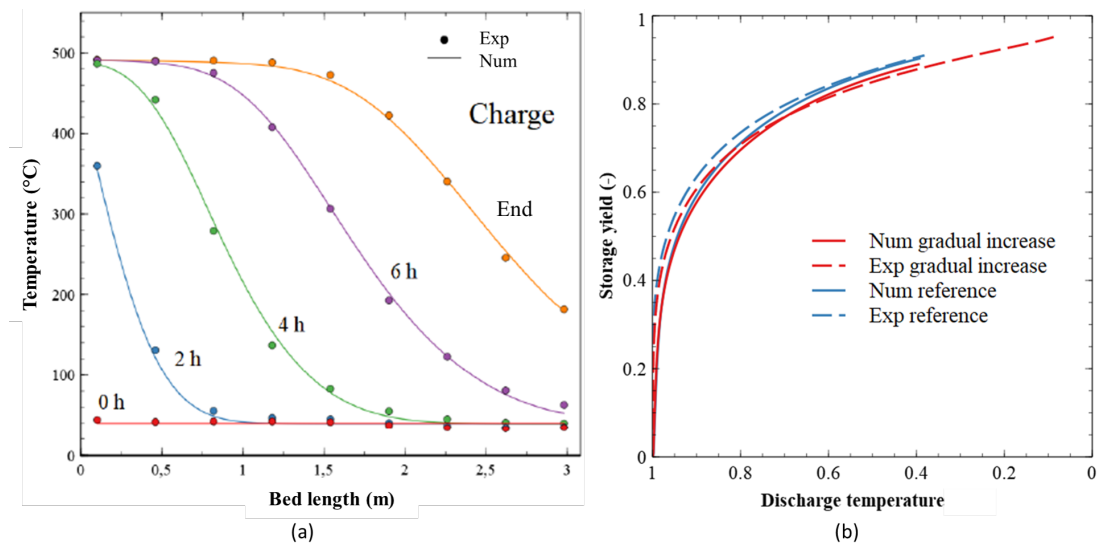 Exp
Num
Charge
End
6 h
4 h
2 h
0 h
Temperature (°C)
500
400
300
200
100
0
0 0,5 1 1,5 2 2,5 3
Bed length (m)
(a)
Storage yield (-)
1
0.8
0.6
0.4
0.2
0
Num gradual increase
Exp gradual increase
Num reference
Exp reference
1 0.8 0.6 0.4 0.2 0
Discharge temperature
(b)